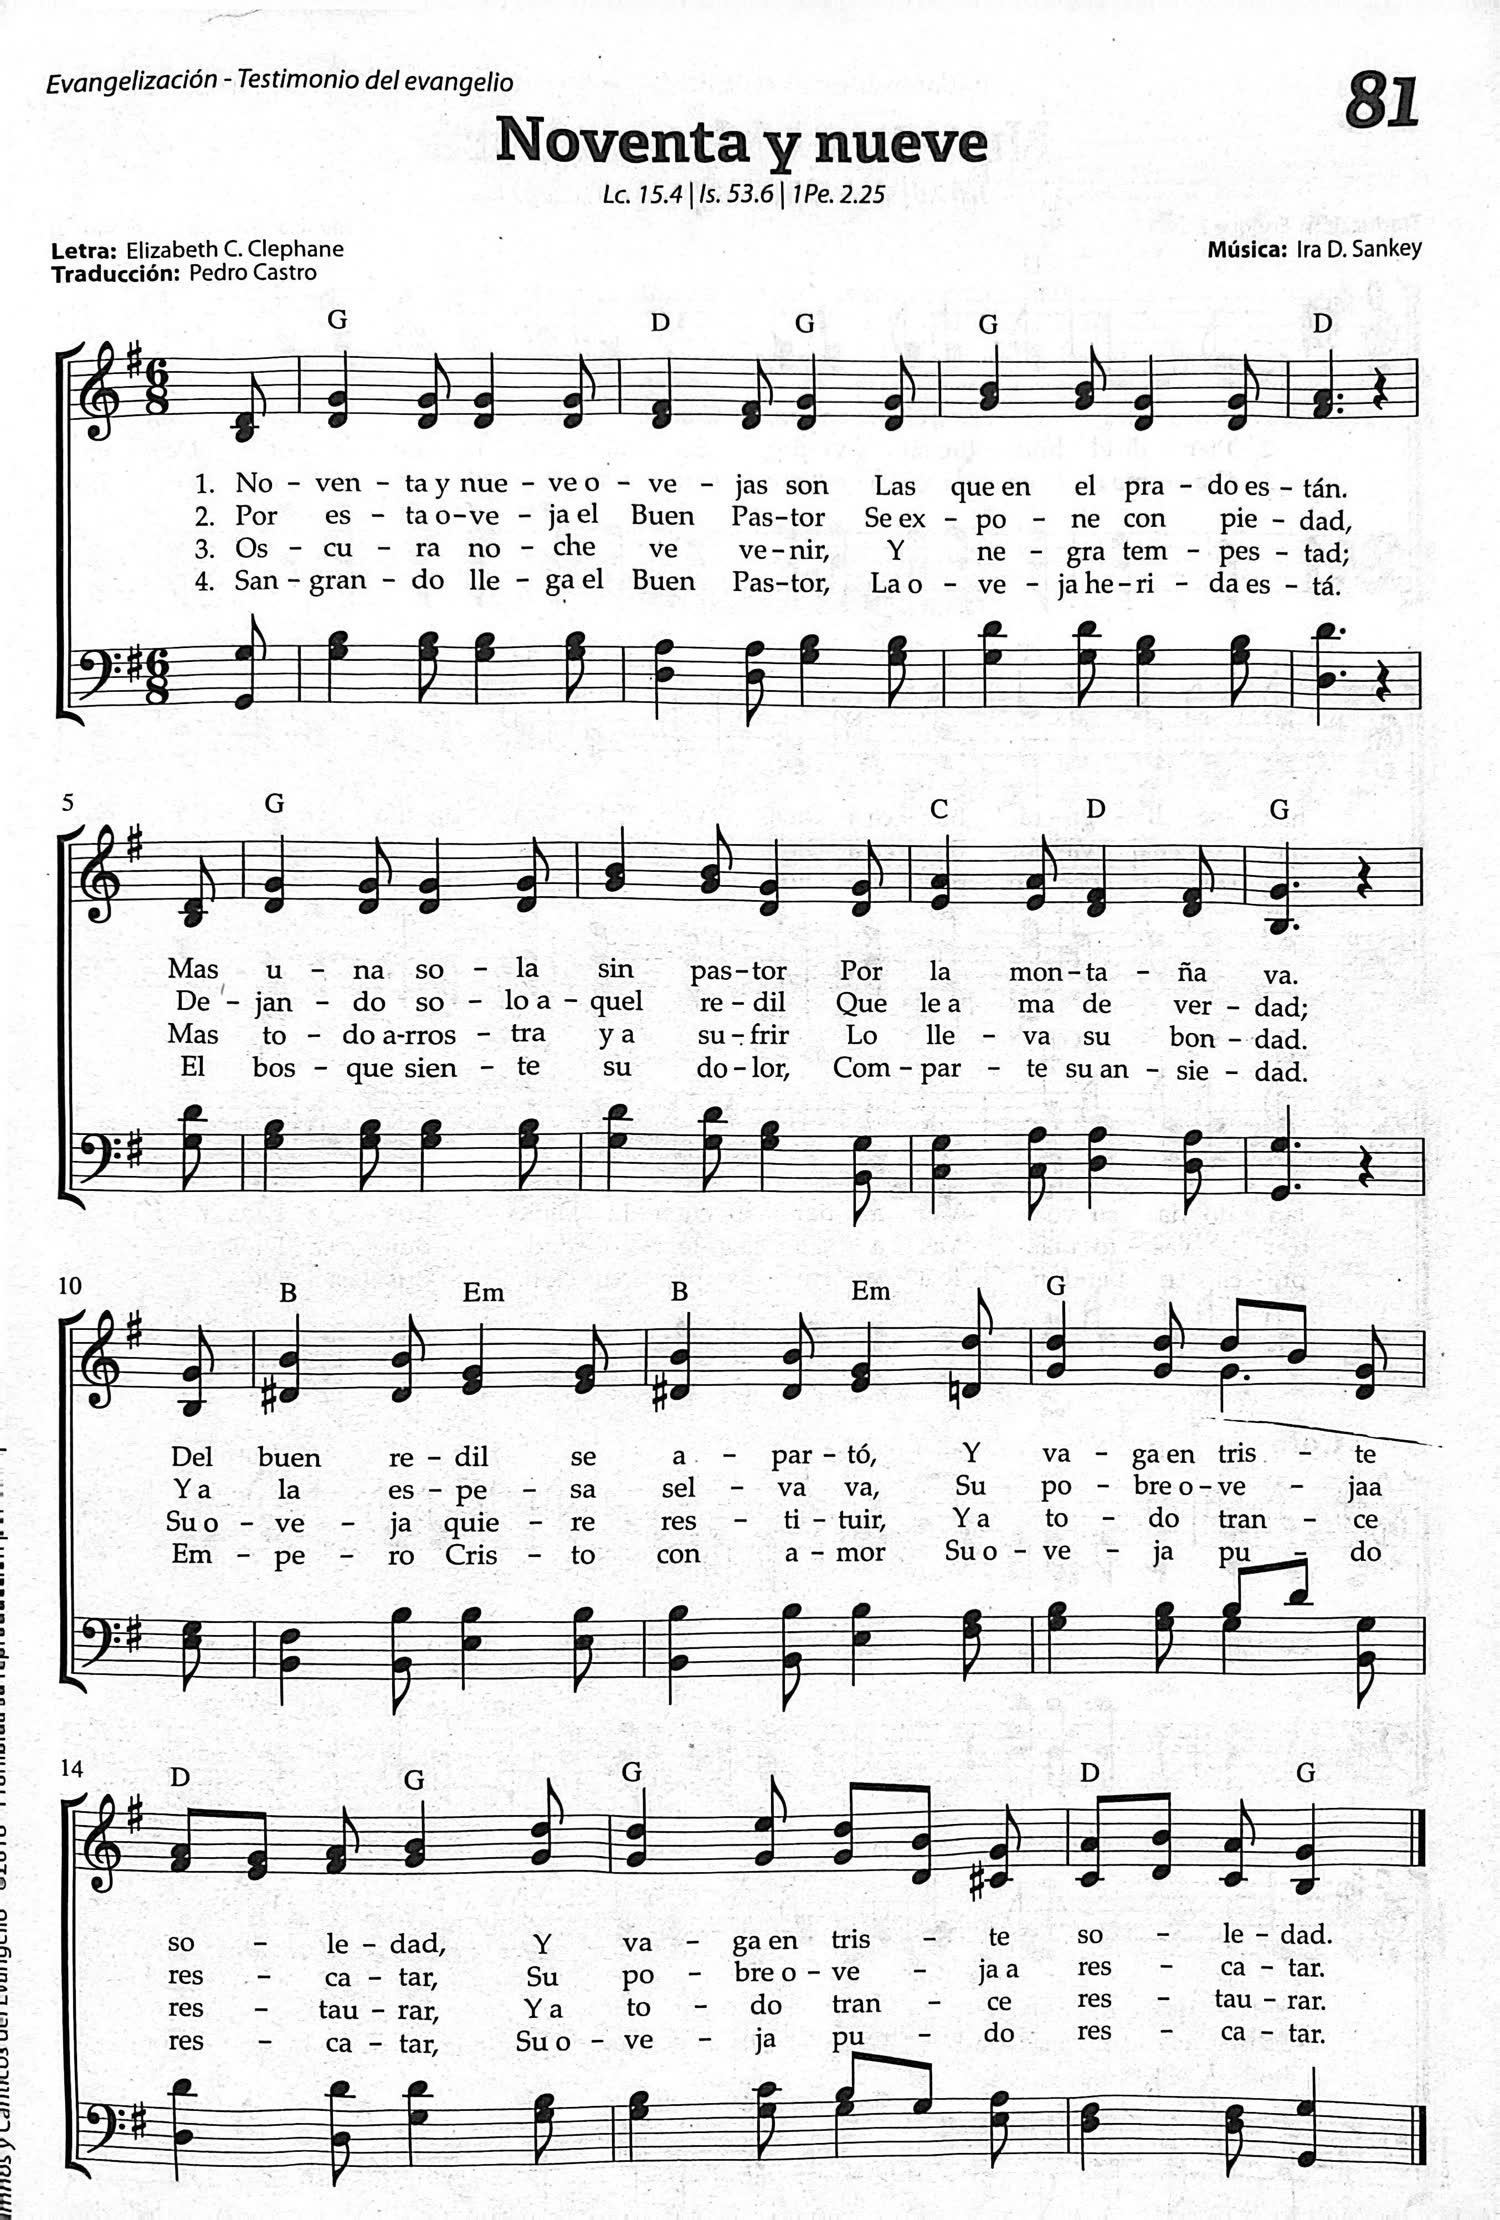 Evangelización - Testimonio del evangelio
81
Noventa y nueve
Lc. 15.4 | Is. 53.6 | 1Pe. 2.25
Letra: Elizabeth C. Clephane
Traducción: Pedro Castro
Música: Ira D. Sankey
G D G G D
6 8
1. No - ven - ta y nue - ve o - ve - jas son Las que en el pra - do es - tán.
2. Por es - ta o - ve - ja el Buen Pas - tor Se ex - po - ne con pie - dad,
3. Os - cu - ra no - che ve ve - nir, Y ne - gra tem - pes - tad;
4. San - gran - do lle - ga el Buen Pas - tor, La o - ve - ja he - ri - da es - tá.
6 8
5 G C D G
Mas u - na so - la sin pas - tor Por la mon - ta - ña va.
De - jan - do so - lo a - quel re - dil Que le a ma de ver - dad;
Mas to - do a - rros - tra y a su - frir Lo lle - va su bon - dad.
El bos - que sien - te su do - lor, Com - par - te su an - sie - dad.
10 B Em B Em G
Del buen re - dil se a - par - tó, Y va - ga en tris - te
Y a la es - pe - sa sel - va va, Su po - bre o - ve - jaa
Su o - ve - ja quie - re res - ti - tuir, Y a to - do tran - ce
Em - pe - ro Cris - to con a - mor Su o - ve - ja pu - do
14 D G G D G
so - le - dad, Y va - ga en tris - te so - le - dad.
res - ca - tar, Su po - bre o - ve - ja a res - ca - tar.
res - tau - rar, Y a to - do tran - ce res - tau - rar.
res - ca - tar, Su o - ve - ja pu - do res - ca - tar.